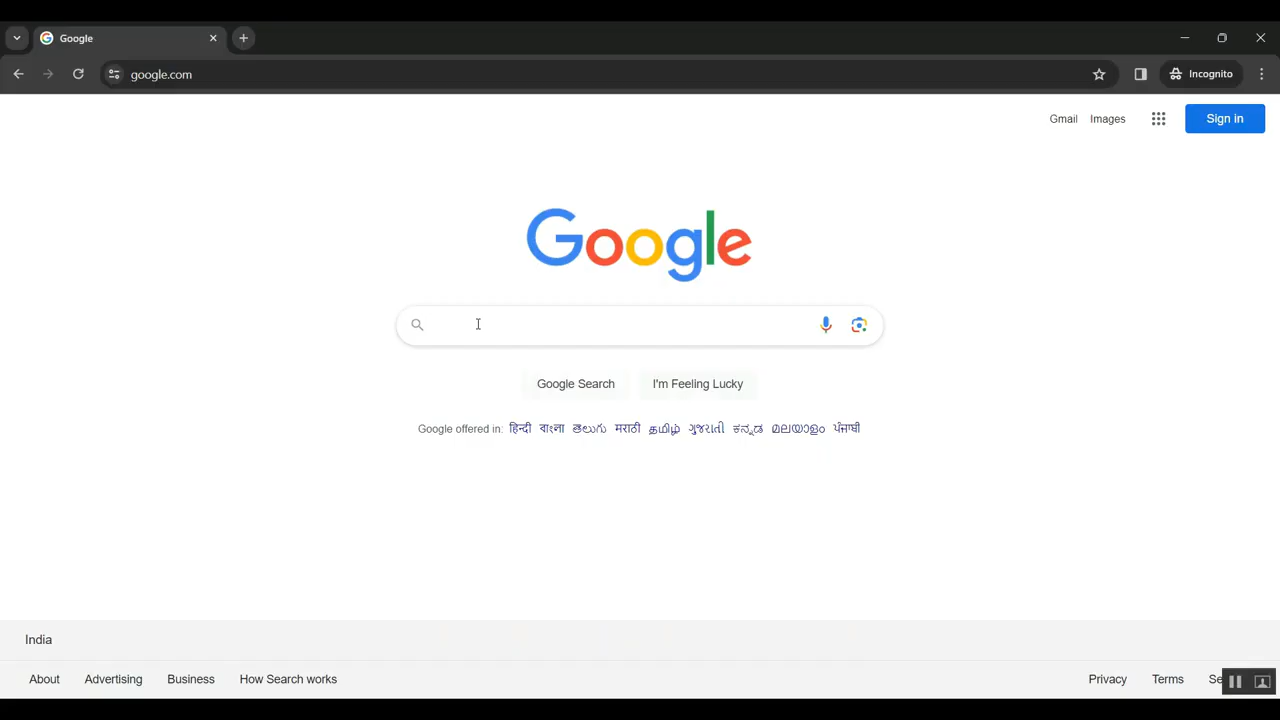 Google
google.com
Incognito
Gmail Images Sign in
Google
Google Search I'm Feeling Lucky
Google offered in: हिन्दी বাংলা తెలుగు मराठी தமிழ் ગુજરાતી ಕನ್ನಡ മലയാളം ਪੰਜਾਬੀ
India
About Advertising Business How Search works Privacy Terms Se